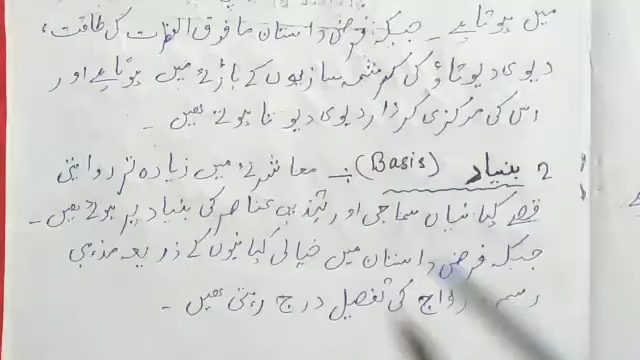 میں ہوتا ہے ۔ جبکہ فرضی داستان مافوق الفطرت کی طاقت ،
دیوی دیوتاؤں کی کرشمہ سازیوں کے بارے میں ہوتا ہے اور
اس کی مرکزی کردار دیوی دیوتا ہوتے ہیں ۔
2 بنیاد (Basis) :- معاشرے میں زیادہ تر روایتی
قصے کہانیاں سماجی اور تہذیبی عناصر کی بنیاد پر ہوتے ہیں ۔
جبکہ فرضی داستان میں خیالی کہانیوں کے ذریعہ مذہبی
رسم رواج کی تفصیل درج رہتی ہیں ۔